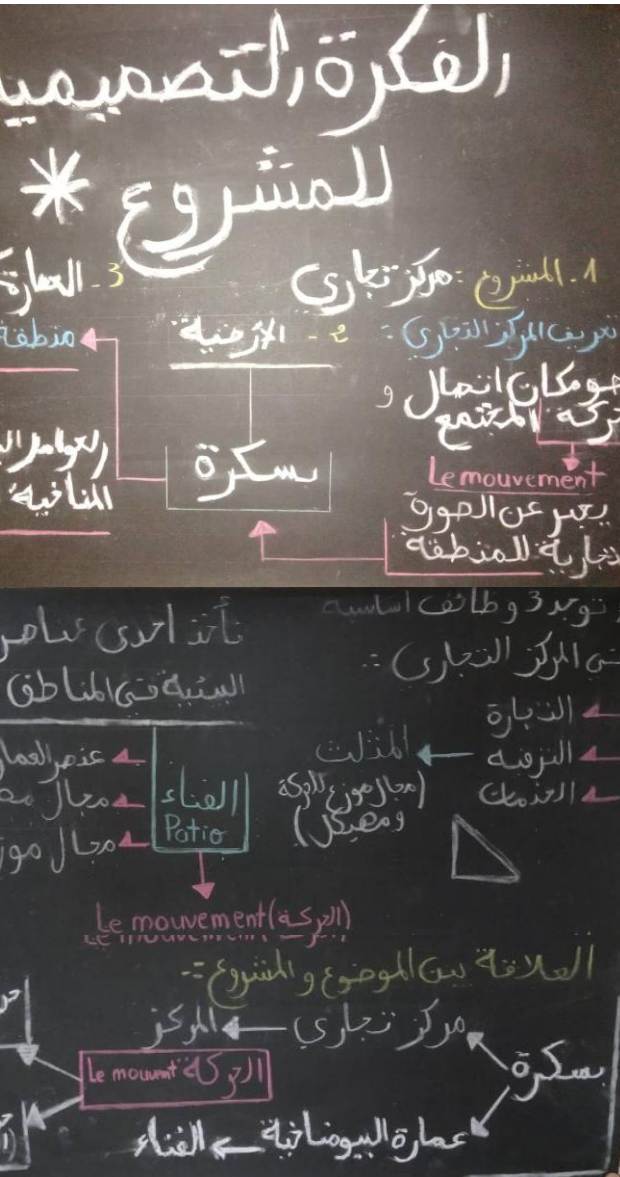 الفكرة التصميمية
للمشروع *
1. المشروع : مركز تجاري
تعريف المركز التجاري :
هو مكان اتصال و
حركة المجتمع
Le mouvement
يعبر عن الصورة
تجارية للمنطقة
2 - الأرضية
بسكرة
3 - العمارة
منطقة
العوامل
المناخية
توجد 3 وظائف اساسية
في المركز التجاري :
التجارة
الترفيه
الخدمات
المثلث
(مجال موزع للحركة
ومهيكل)
تأخذ احدى عناصر
البيئية في المناطق
الفناء
Patio
عنصر
مجال
مجال
Le mouvement (الحركة)
العلاقة بين الموضوع و المشروع :-
بسكرة
مركز تجاري
المركز
الحركة Le mouvmt
عمارة البيومناخية
الفناء